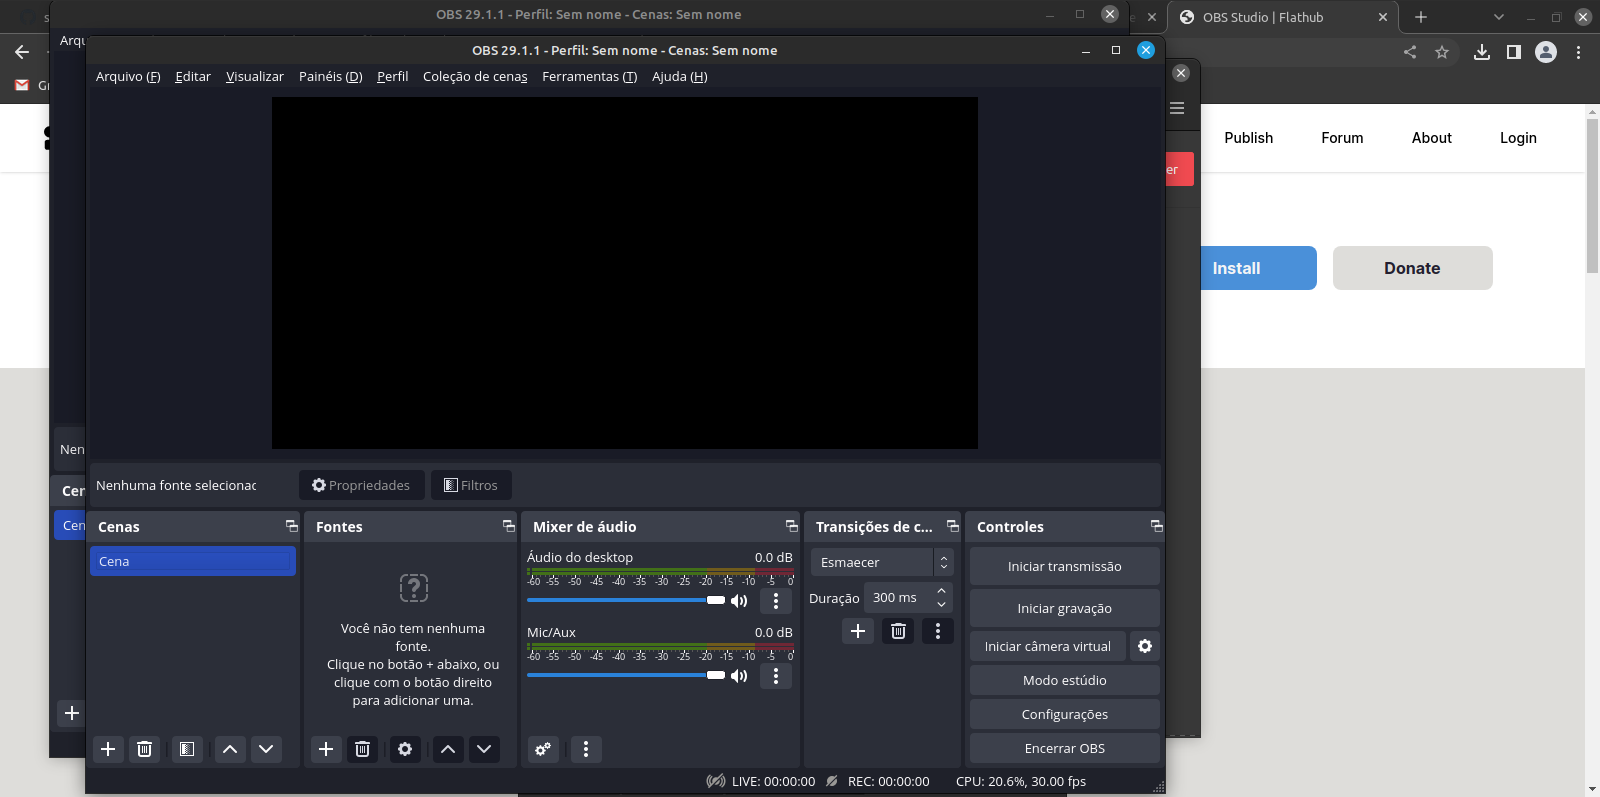 OBS 29.1.1 - Perfil: Sem nome - Cenas: Sem nome
OBS Studio | Flathub
OBS 29.1.1 - Perfil: Sem nome - Cenas: Sem nome
Arquivo (F) Editar Visualizar Painéis (D) Perfil Coleção de cenas Ferramentas (T) Ajuda (H)
Publish Forum About Login
er
Install Donate
Nen
Nenhuma fonte selecionac Propriedades Filtros
Cenas
Cena
Fontes
Você não tem nenhuma
fonte.
Clique no botão + abaixo, ou
clique com o botão direito
para adicionar uma.
Mixer de áudio
Áudio do desktop 0.0 dB
-60 -55 -50 -45 -40 -35 -30 -25 -20 -15 -10 -5 0
Mic/Aux 0.0 dB
-60 -55 -50 -45 -40 -35 -30 -25 -20 -15 -10 -5 0
Transições de c...
Esmaecer
Duração 300 ms
Controles
Iniciar transmissão
Iniciar gravação
Iniciar câmera virtual
Modo estúdio
Configurações
Encerrar OBS
LIVE: 00:00:00 REC: 00:00:00 CPU: 20.6%, 30.00 fps